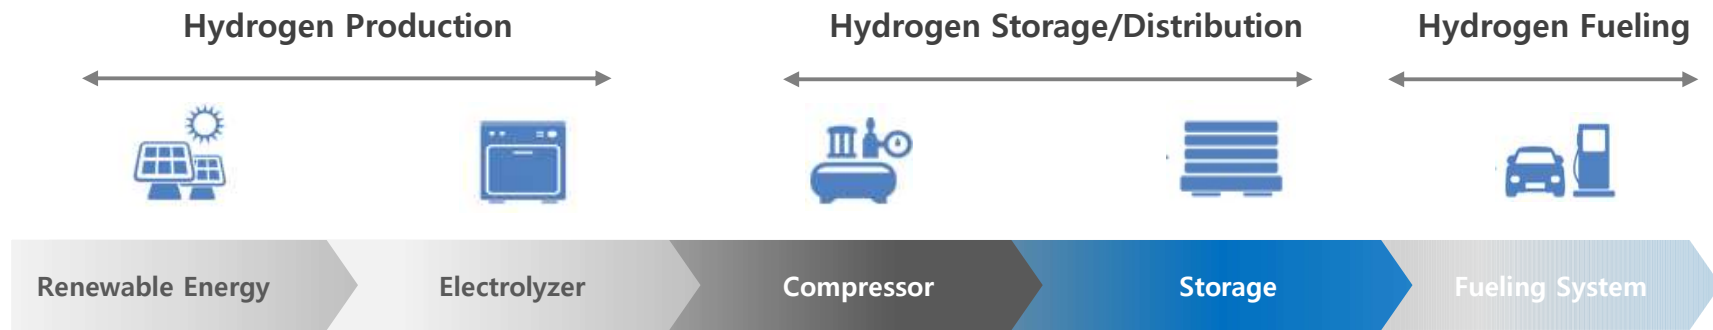 Hydrogen Production
Hydrogen Storage/Distribution
Hydrogen Fueling
Renewable Energy
Electrolyzer
Compressor
Storage
Fueling System